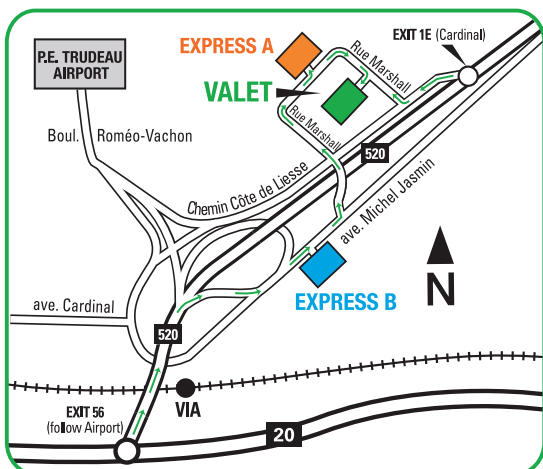 EXPRESS A
EXIT 1E (Cardinal)
P.E. TRUDEAU
AIRPORT
Rue Marshall
VALET
Rue Marshall
Boul. Roméo-Vachon
520
Chemin Côte de Liesse
ave. Michel Jasmin
N
EXPRESS B
ave. Cardinal
520
EXIT 56
(follow Airport)
VIA
20